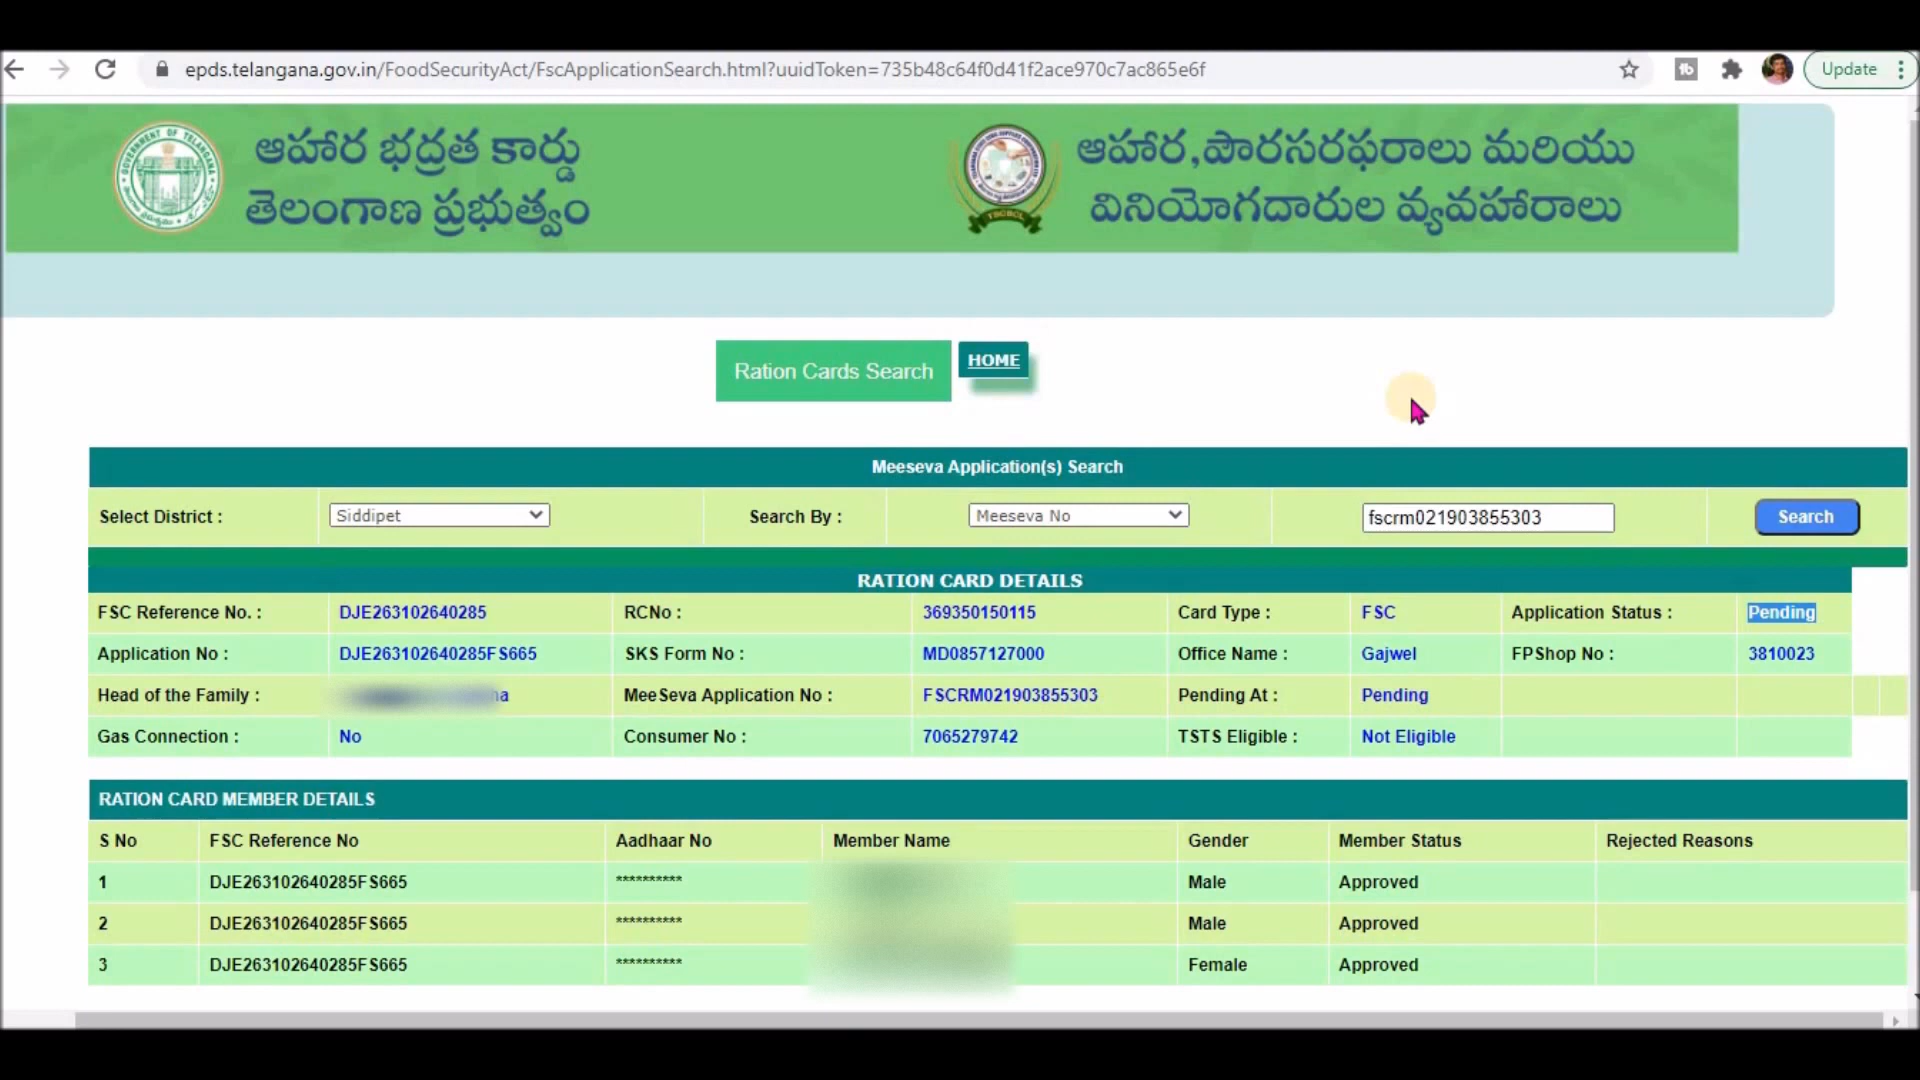 epds.telangana.gov.in/FoodSecurityAct/FscApplicationSearch.html?uuidToken=735b48c64f0d41f2ace970c7ac865e6f
Update
ఆహార భద్రత కార్డు
తెలంగాణ ప్రభుత్వం
ఆహార,పౌరసరఫరాలు మరియు
వినియోగదారుల వ్యవహారాలు
GOVERNMENT OF TELANGANA
TSCSCL
Ration Cards Search HOME
Meeseva Application(s) Search
Select District : Siddipet Search By : Meeseva No fscrm021903855303 Search
RATION CARD DETAILS
FSC Reference No. : DJE263102640285 RCNo : 369350150115 Card Type : FSC Application Status : Pending
Application No : DJE263102640285FS665 SKS Form No : MD0857127000 Office Name : Gajwel FPShop No : 3810023
Head of the Family : MeeSeva Application No : FSCRM021903855303 Pending At : Pending
Gas Connection : No Consumer No : 7065279742 TSTS Eligible : Not Eligible
RATION CARD MEMBER DETAILS
S No FSC Reference No Aadhaar No Member Name Gender Member Status Rejected Reasons
1 DJE263102640285FS665 ********** Male Approved
2 DJE263102640285FS665 ********** Male Approved
3 DJE263102640285FS665 ********** Female Approved